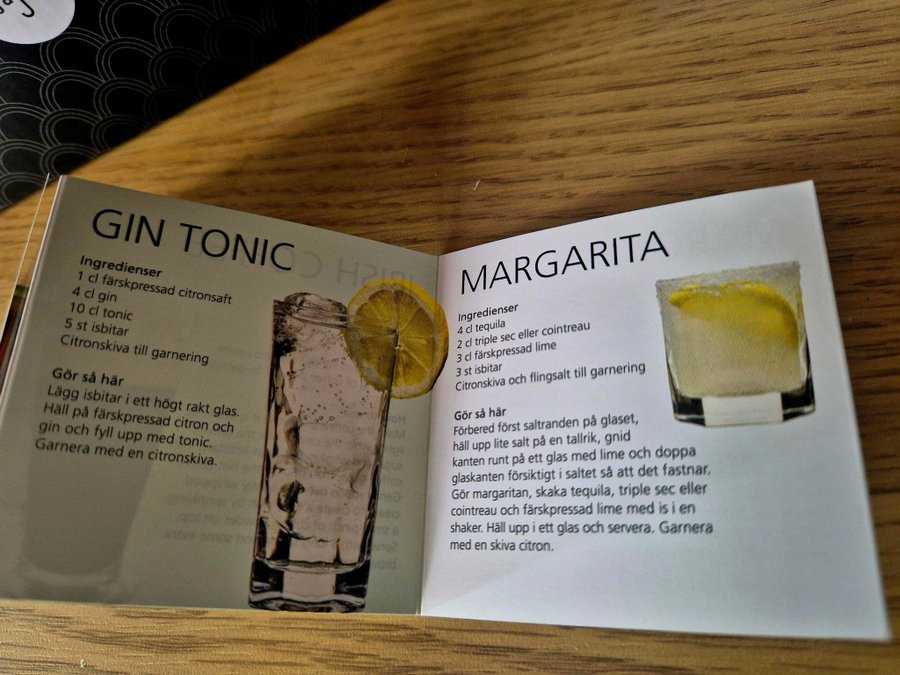 GIN TONIC
Ingredienser
1 cl färskpressad citronsaft
4 cl gin
10 cl tonic
5 st isbitar
Citronskiva till garnering
Gör så här
Lägg isbitar i ett högt rakt glas.
Häll på färskpressad citron och
gin och fyll upp med tonic.
Garnera med en citronskiva.
MARGARITA
Ingredienser
4 cl tequila
2 cl triple sec eller cointreau
3 cl färskpressad lime
3 st isbitar
Citronskiva och flingsalt till garnering
Gör så här
Förbered först saltranden på glaset,
häll upp lite salt på en tallrik, gnid
kanten runt på ett glas med lime och doppa
glaskanten försiktigt i saltet så att det fastnar.
Gör margaritan, skaka tequila, triple sec eller
cointreau och färskpressad lime med is i en
shaker. Häll upp i ett glas och servera. Garnera
med en skiva citron.